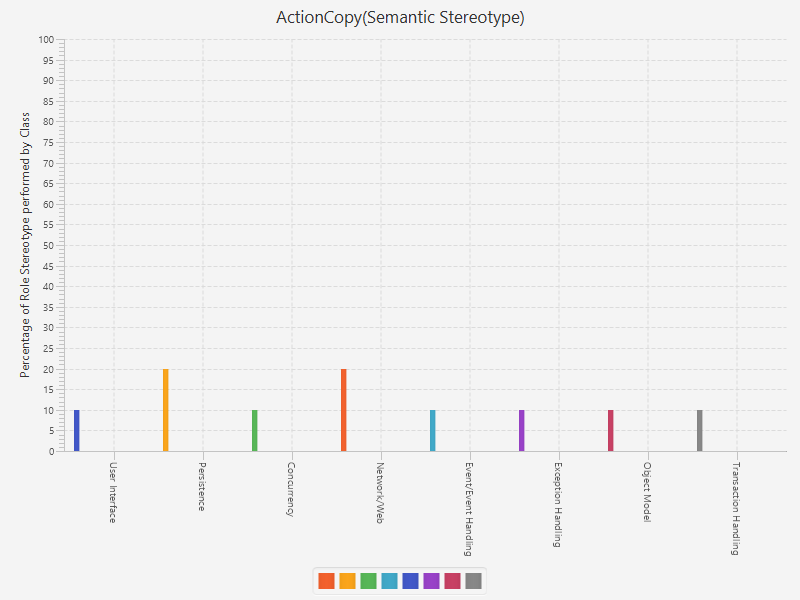 ActionCopy(Semantic Stereotype)
Percentage of Role Stereotype performed by Class
100
95
90
85
80
75
70
65
60
55
50
45
40
35
30
25
20
15
10
5
0
User Interface
Persistence
Concurrency
Network/Web
Event/Event Handling
Exception Handling
Object Model
Transaction Handling